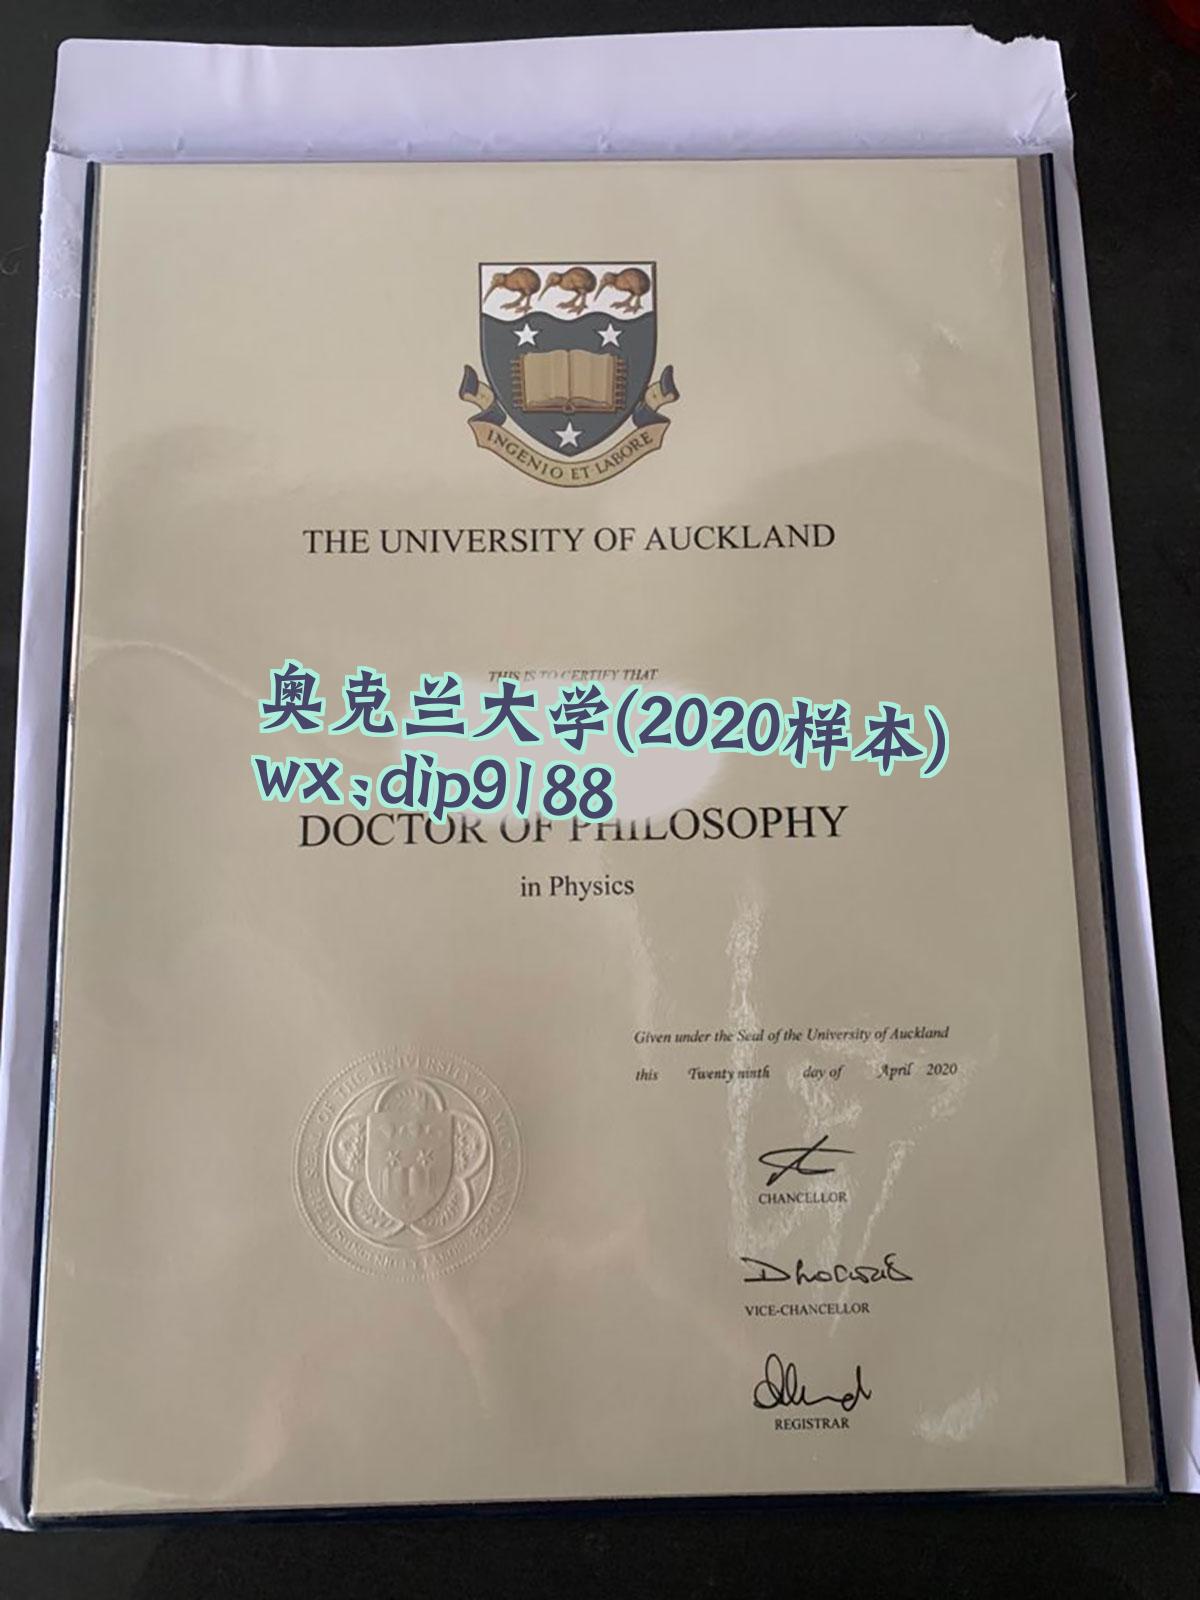 INGENIO ET LABORE
THE UNIVERSITY OF AUCKLAND
THIS IS TO CERTIFY THAT
奥克兰大学(2020样本)
wx:dip9188
DOCTOR OF PHILOSOPHY
in Physics
Given under the Seal of the University of Auckland
this Twenty ninth day of April 2020
CHANCELLOR
VICE-CHANCELLOR
REGISTRAR